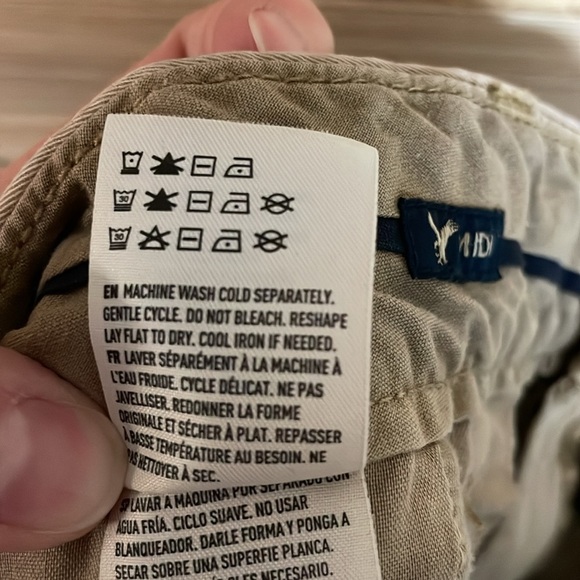 30
30
EN MACHINE WASH COLD SEPARATELY.
GENTLE CYCLE. DO NOT BLEACH. RESHAPE
LAY FLAT TO DRY. COOL IRON IF NEEDED.
FR LAVER SÉPARÉMENT À LA MACHINE À
L'EAU FROIDE. CYCLE DÉLICAT. NE PAS
JAVELLISER. REDONNER LA FORME
ORIGINALE ET SÉCHER À PLAT. REPASSER
À BASSE TEMPÉRATURE AU BESOIN. NE
PAS NETTOYER À SEC.
LAVAR A MAQUINA POR SEPARADO CON
AGUA FRÍA. CICLO SUAVE. NO USAR
BLANQUEADOR. DARLE FORMA Y PONGA A
SECAR SOBRE UNA SUPERFIE PLANCA.
NECESARIO.